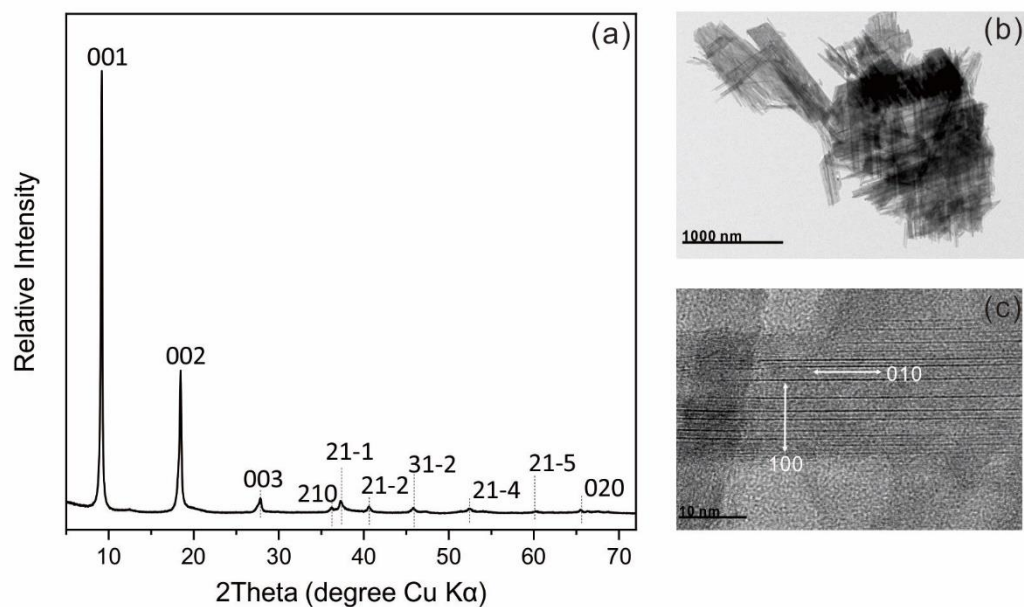 (a)
001
002
003
210
21-1
21-2
31-2
21-4
21-5
020
Relative Intensity
10 20 30 40 50 60 70
2Theta (degree Cu Kα)
(b)
1000 nm
(c)
010
100
10 nm